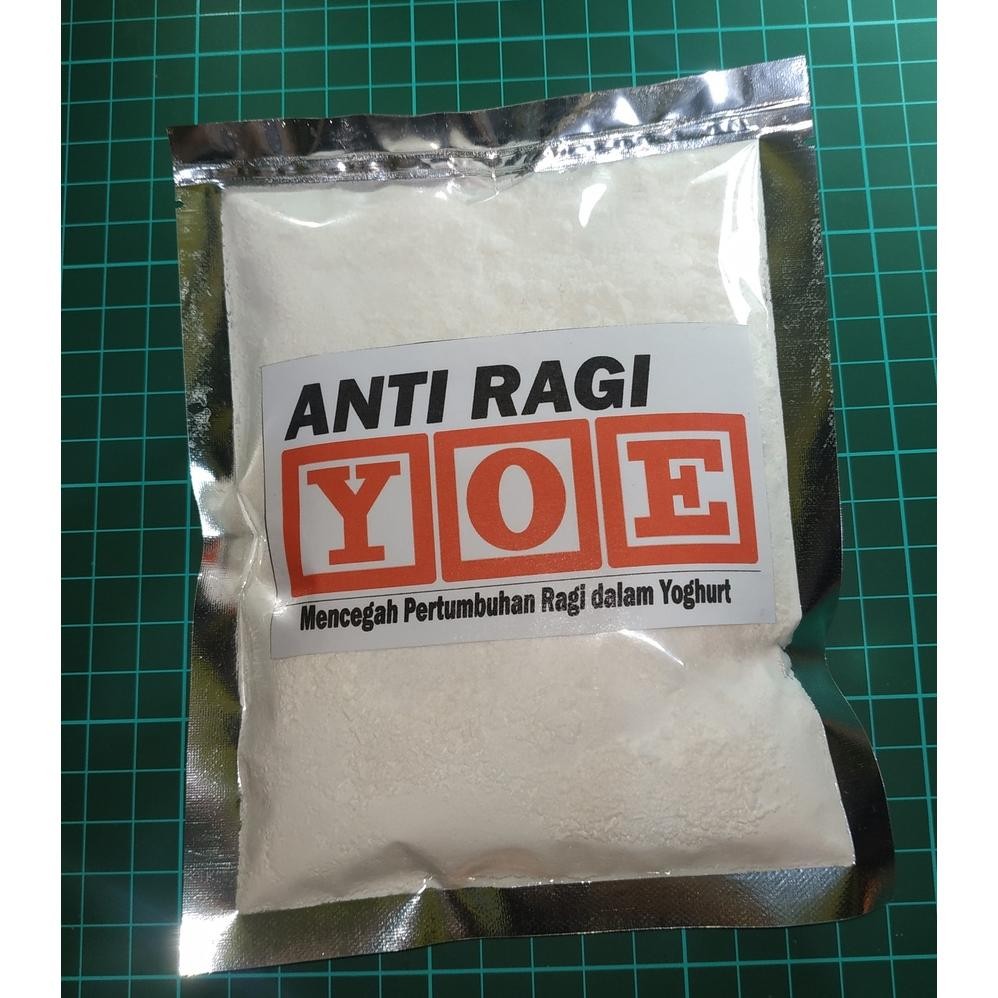 ANTI RAGI
YOE
Mencegah Pertumbuhan Ragi dalam Yoghurt